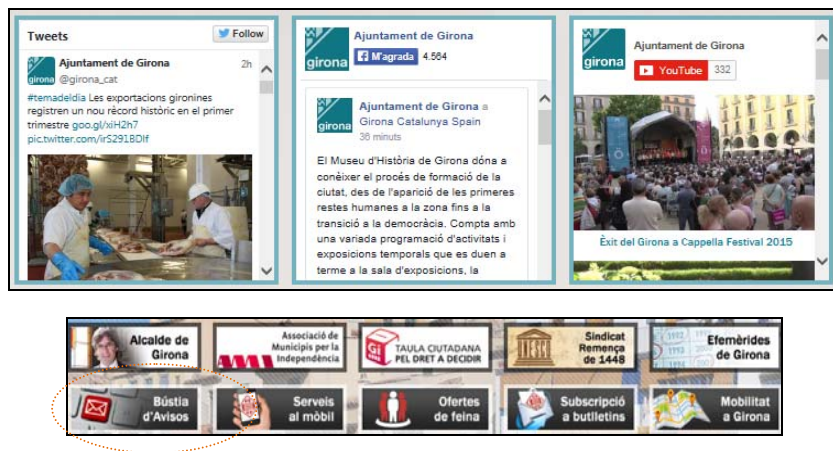 Tweets
Follow
girona
Ajuntament de Girona
2h
@girona_cat
#temadeldia Les exportacions gironines
registren un nou rècord històric en el primer
trimestre goo.gl/xiH2h7
pic.twitter.com/irS291BDIf
girona
Ajuntament de Girona
M'agrada
4.564
girona
Ajuntament de Girona a
Girona Catalunya Spain
36 minuts
El Museu d'Història de Girona dóna a
conèixer el procés de formació de la
ciutat, des de l'aparició de les primeres
restes humanes a la zona fins a la
transició a la democràcia. Compta amb
una variada programació d'activitats i
exposicions temporals que es duen a
terme a la sala d'exposicions, la
girona
Ajuntament de Girona
YouTube
332
Èxit del Girona a Cappella Festival 2015
Alcalde de
Girona
Associació de
Municipis per la
Independència
GI
TAULA CIUTADANA
PEL DRET A DECIDIR
UNESCO
Sindicat
Remença
de 1448
Efemèrides
de Girona
Bústia
d'Avisos
Serveis
al mòbil
Ofertes
de feina
Subscripció
a butlletins
Mobilitat
a Girona